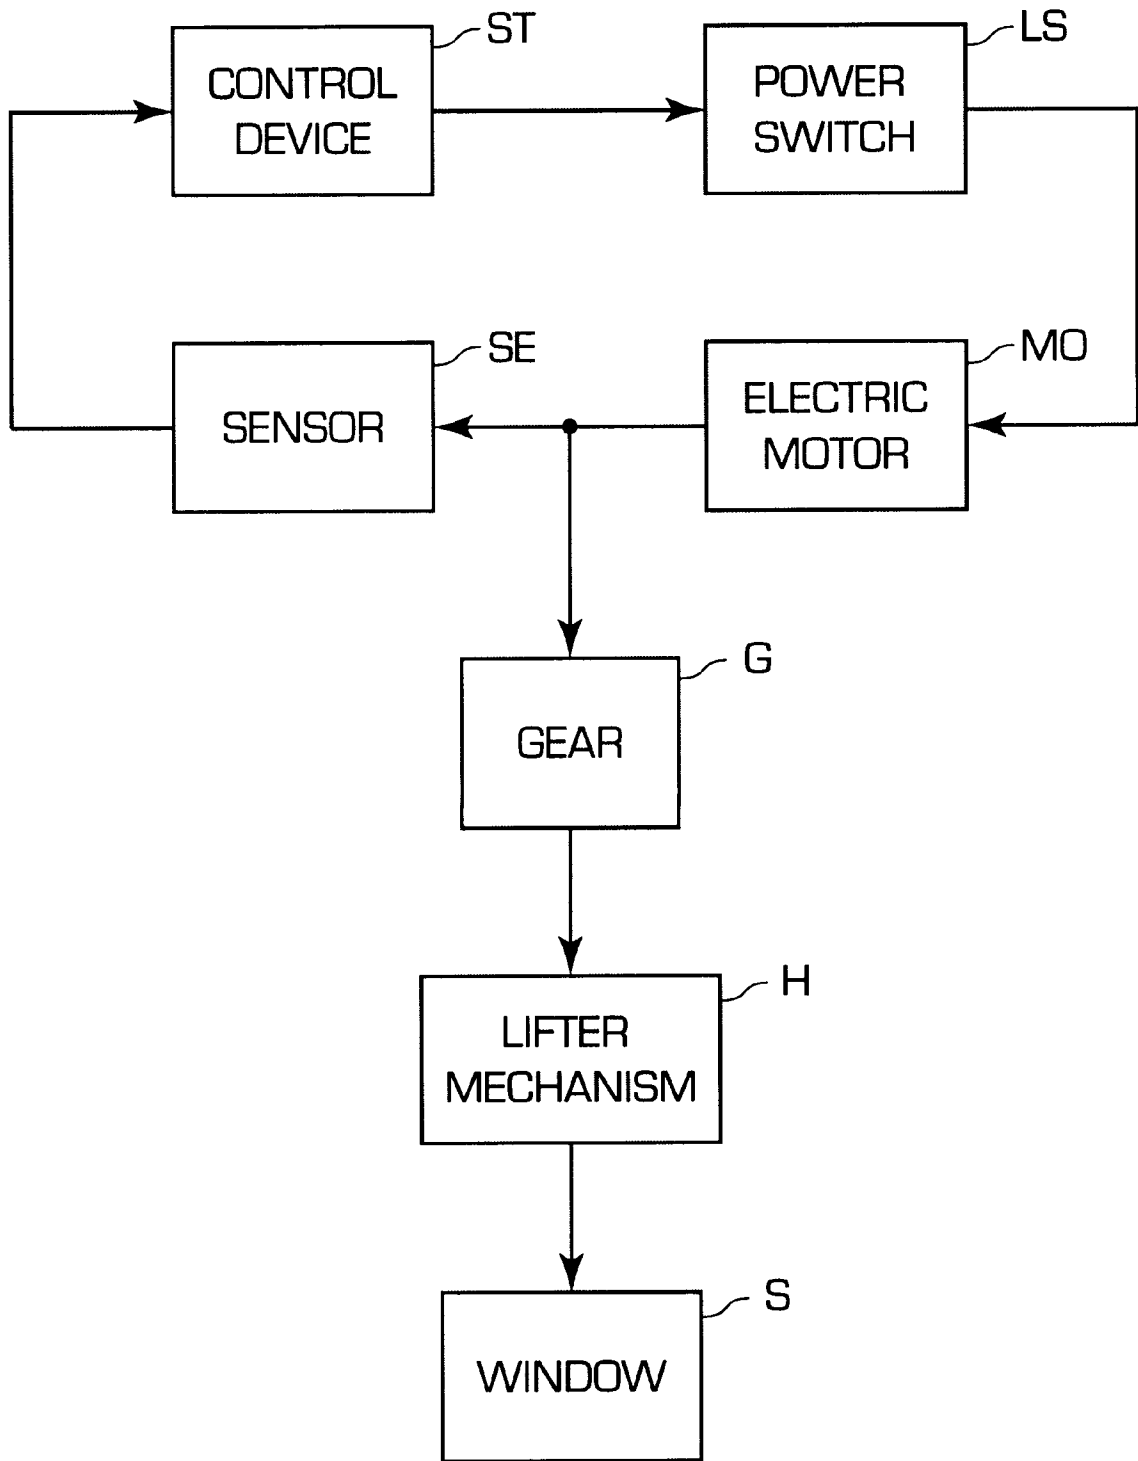 ST
CONTROL
DEVICE
LS
POWER
SWITCH
SE
SENSOR
MO
ELECTRIC
MOTOR
G
GEAR
H
LIFTER
MECHANISM
S
WINDOW